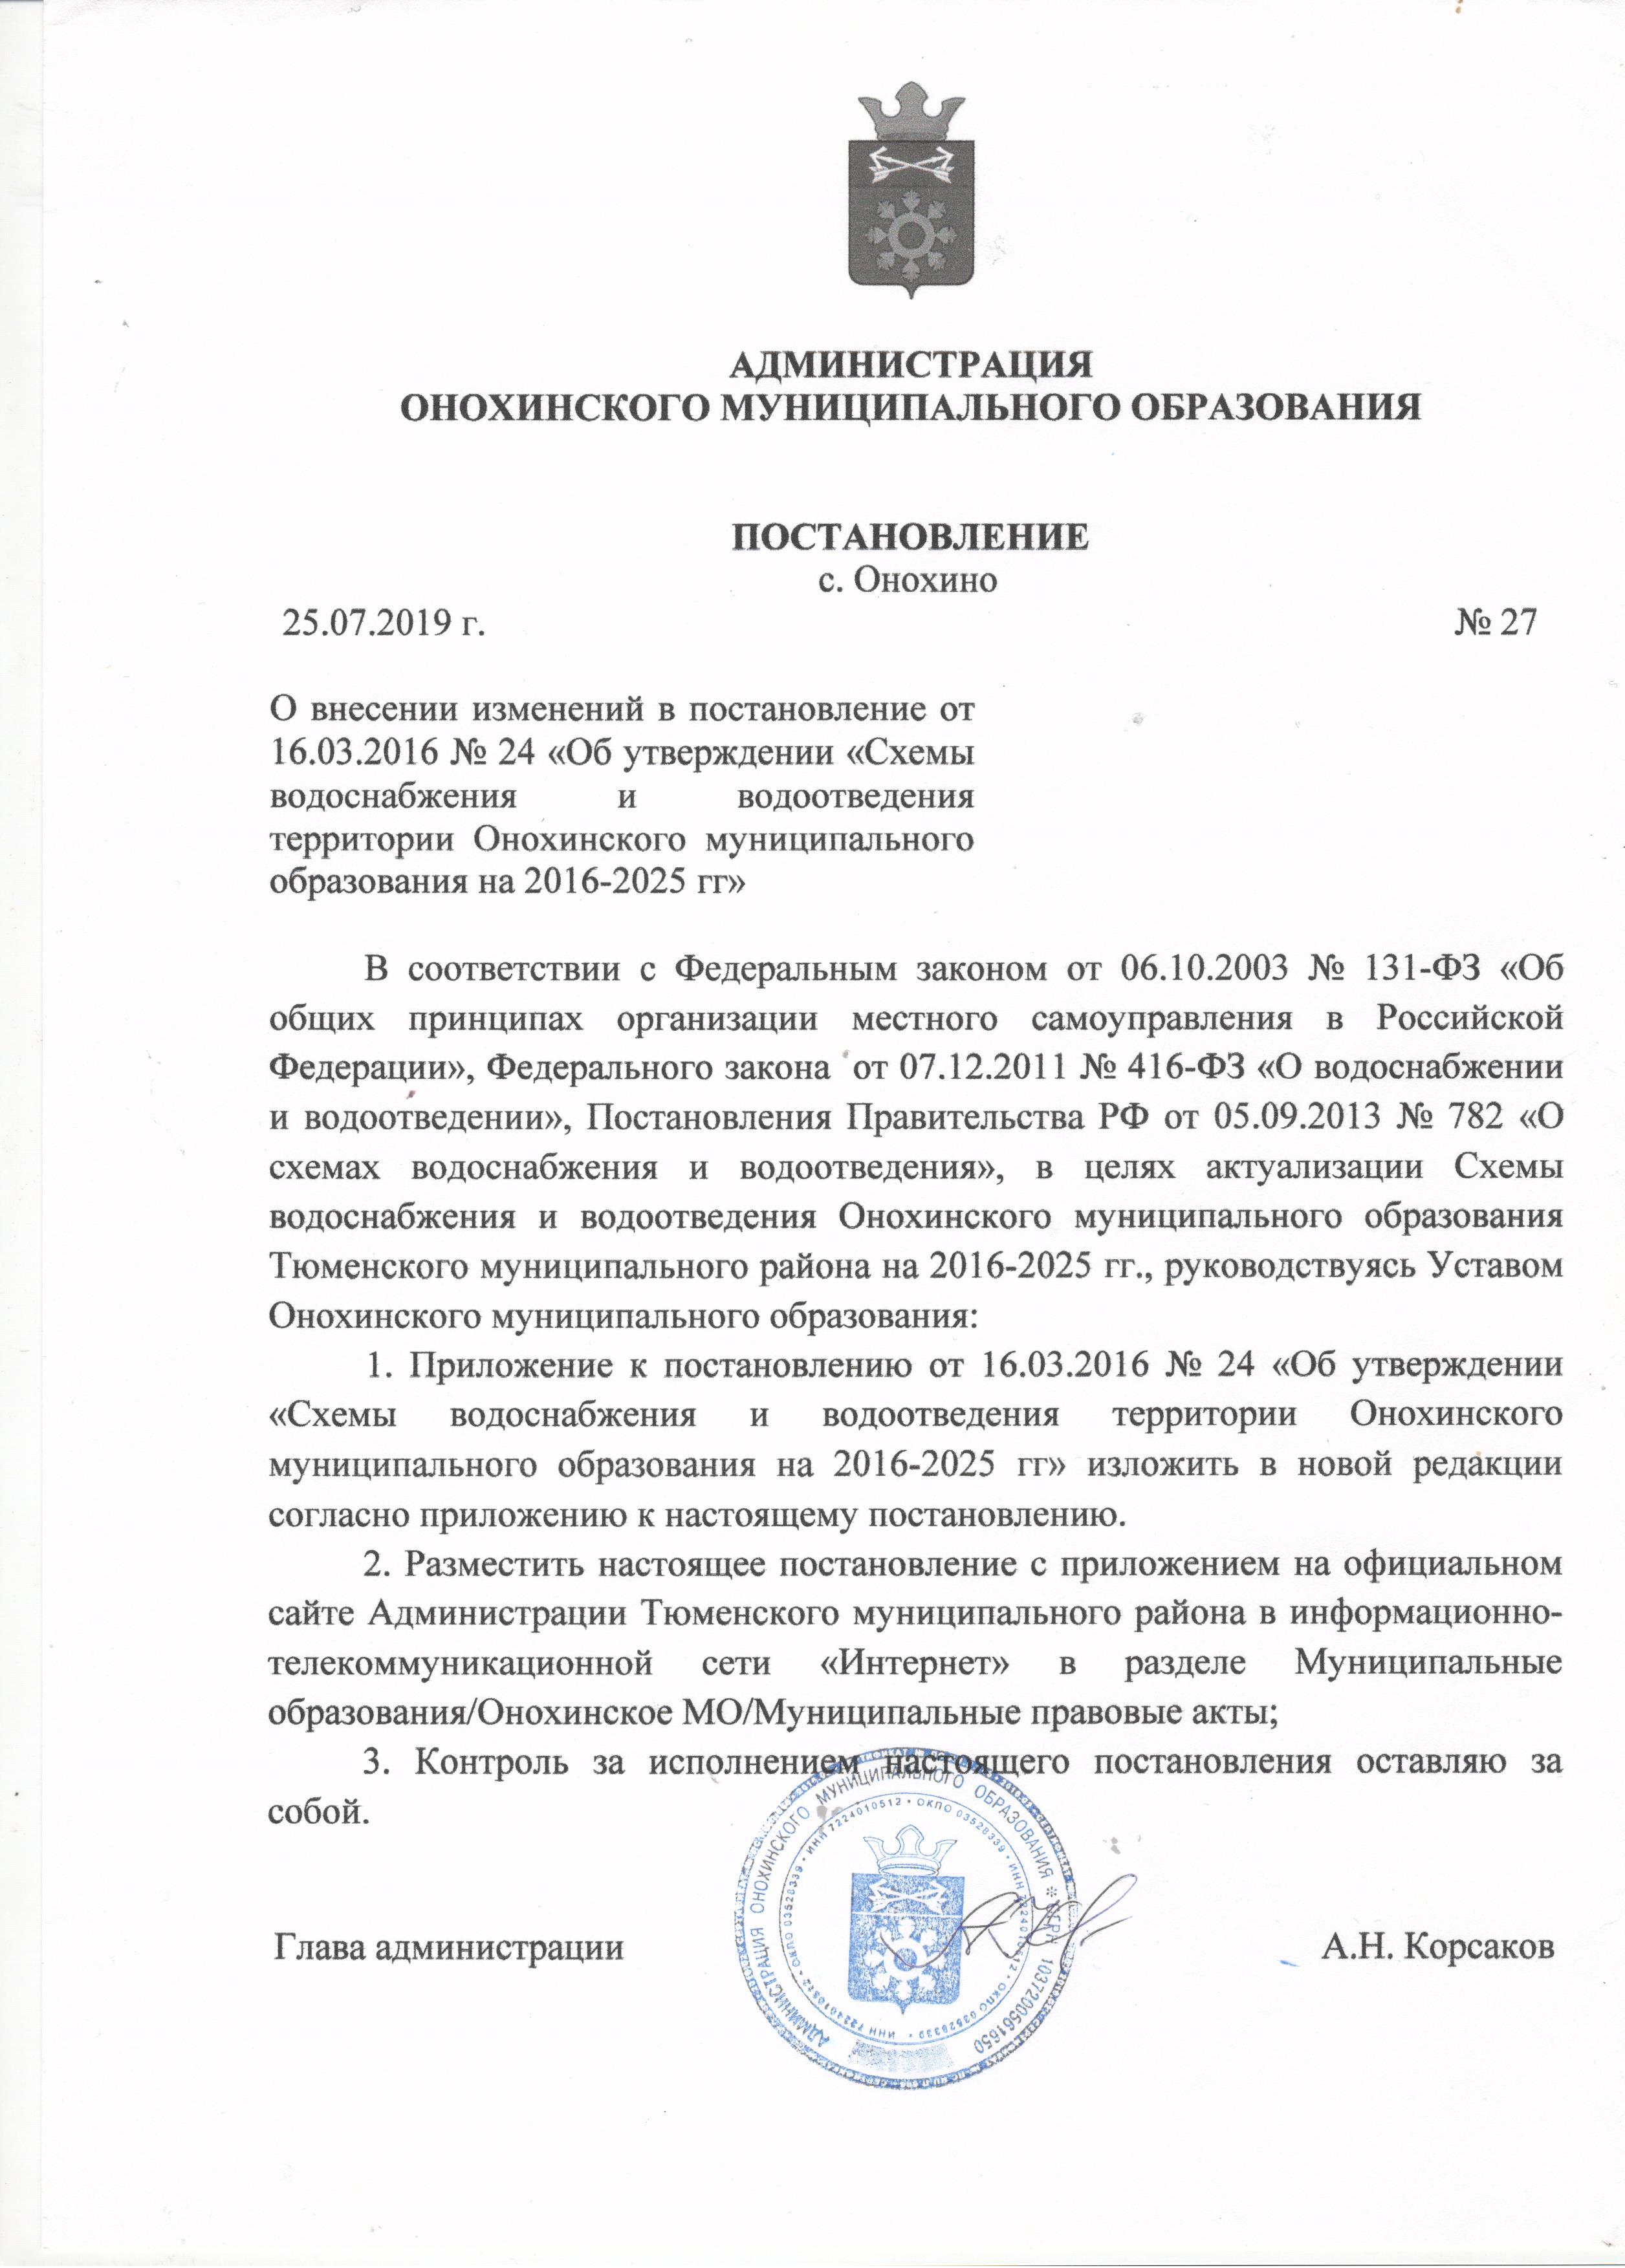 АДМИНИСТРАЦИЯ
ОНОХИНСКОГО МУНИЦИПАЛЬНОГО ОБРАЗОВАНИЯ
ПОСТАНОВЛЕНИЕ
с. Онохино
25.07.2019 г. № 27
О внесении изменений в постановление от
16.03.2016 № 24 «Об утверждении «Схемы
водоснабжения и водоотведения
территории Онохинского муниципального
образования на 2016-2025 гг»
В соответствии с Федеральным законом от 06.10.2003 № 131-ФЗ «Об
общих принципах организации местного самоуправления в Российской
Федерации», Федерального закона от 07.12.2011 № 416-ФЗ «О водоснабжении
и водоотведении», Постановления Правительства РФ от 05.09.2013 № 782 «О
схемах водоснабжения и водоотведения», в целях актуализации Схемы
водоснабжения и водоотведения Онохинского муниципального образования
Тюменского муниципального района на 2016-2025 гг., руководствуясь Уставом
Онохинского муниципального образования:
1. Приложение к постановлению от 16.03.2016 № 24 «Об утверждении
«Схемы водоснабжения и водоотведения территории Онохинского
муниципального образования на 2016-2025 гг» изложить в новой редакции
согласно приложению к настоящему постановлению.
2. Разместить настоящее постановление с приложением на официальном
сайте Администрации Тюменского муниципального района в информационно-
телекоммуникационной сети «Интернет» в разделе Муниципальные
образования/Онохинское МО/Муниципальные правовые акты;
3. Контроль за исполнением настоящего постановления оставляю за
собой.
АДМИНИСТРАЦИЯ ОНОХИНСКОГО МУНИЦИПАЛЬНОГО ОБРАЗОВАНИЯ * ОГРН 1037200561650
ИНН 7224010512 • ОКПО 03528339 •
Глава администрации А.Н. Корсаков